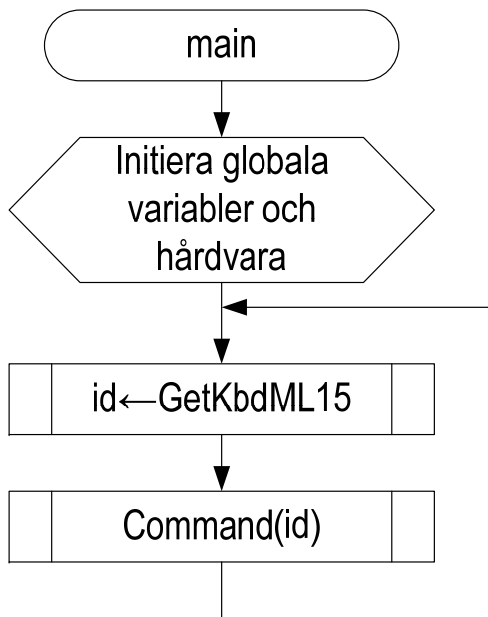 main
Initiera globala
variabler och
hårdvara
id←GetKbdML15
Command(id)